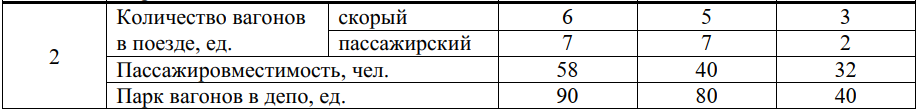 2 Количество вагонов в поезде, ед. скорый 6 5 3
пассажирский 7 7 2
Пассажировместимость, чел. 58 40 32
Парк вагонов в депо, ед. 90 80 40